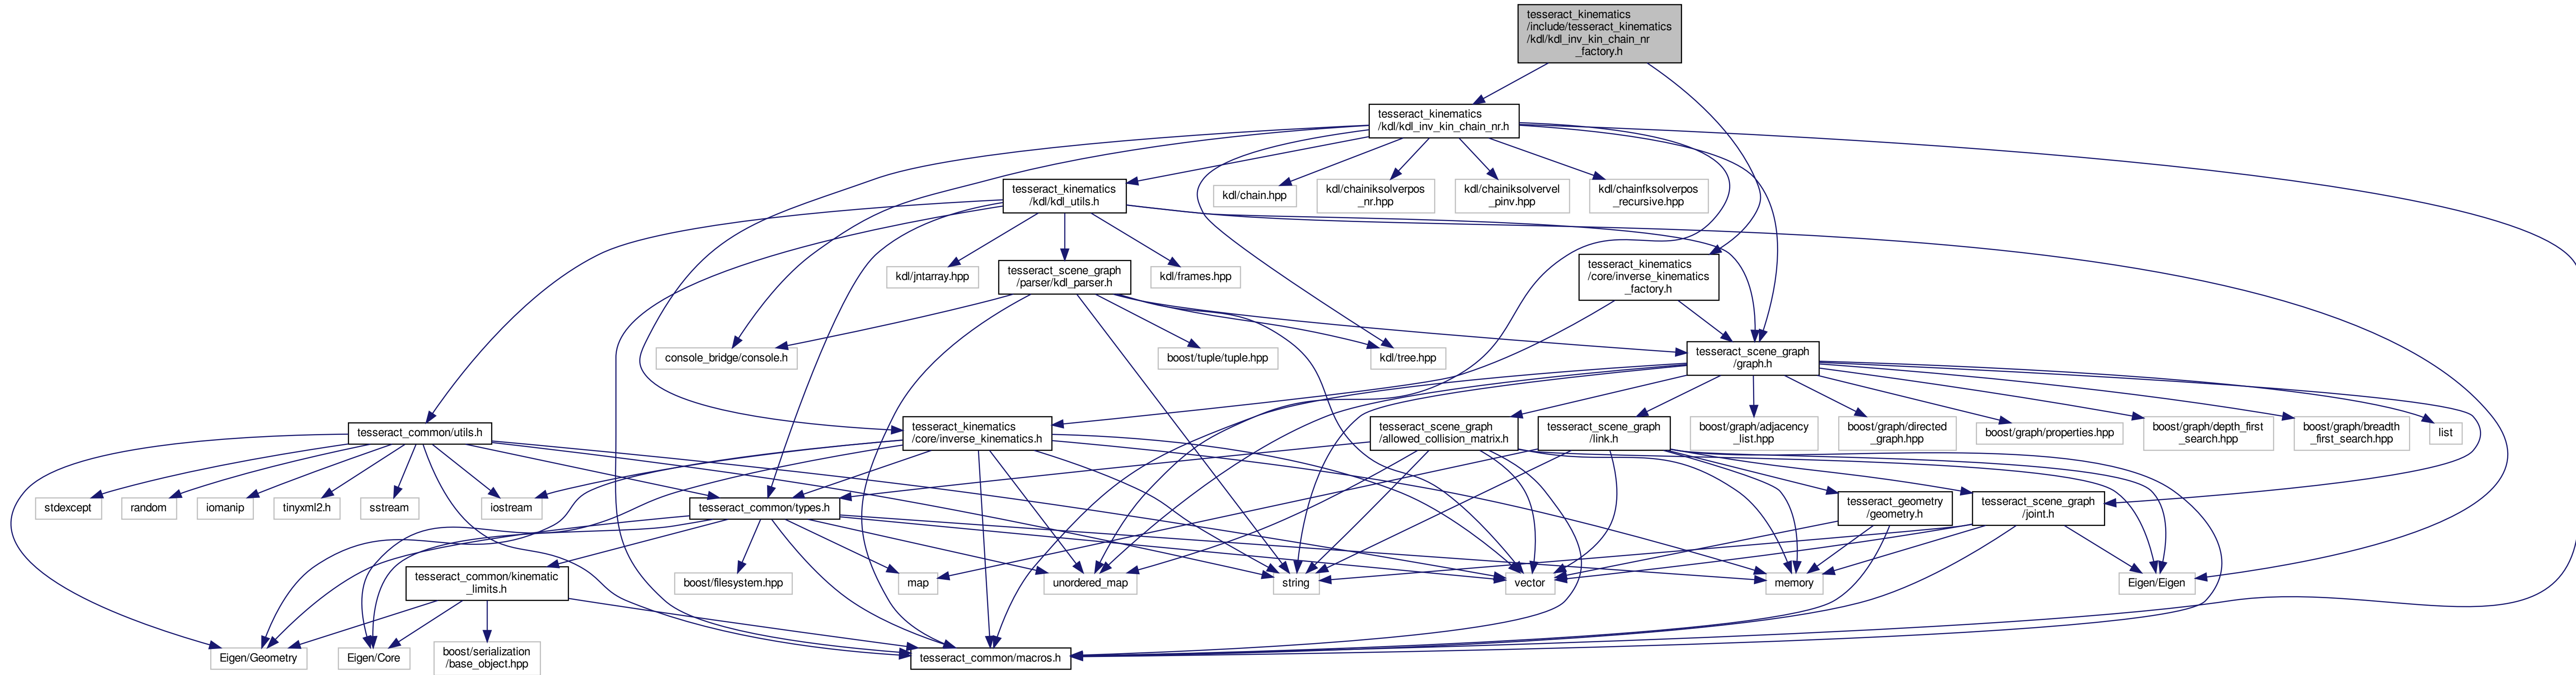 tesseract_kinematics
/include/tesseract_kinematics
/kdl/kdl_inv_kin_chain_nr
_factory.h
tesseract_kinematics
/kdl/kdl_inv_kin_chain_nr.h
tesseract_kinematics
/kdl/kdl_utils.h
kdl/chain.hpp
kdl/chainiksolverpos
_nr.hpp
kdl/chainiksolvervel
_pinv.hpp
kdl/chainfksolverpos
_recursive.hpp
kdl/jntarray.hpp
tesseract_scene_graph
/parser/kdl_parser.h
kdl/frames.hpp
tesseract_kinematics
/core/inverse_kinematics
_factory.h
console_bridge/console.h
boost/tuple/tuple.hpp
kdl/tree.hpp
tesseract_scene_graph
/graph.h
tesseract_common/utils.h
tesseract_kinematics
/core/inverse_kinematics.h
tesseract_scene_graph
/allowed_collision_matrix.h
tesseract_scene_graph
/link.h
boost/graph/adjacency
_list.hpp
boost/graph/directed
_graph.hpp
boost/graph/properties.hpp
boost/graph/depth_first
_search.hpp
boost/graph/breadth
_first_search.hpp
list
stdexcept
random
iomanip
tinyxml2.h
sstream
iostream
tesseract_common/types.h
tesseract_geometry
/geometry.h
tesseract_scene_graph
/joint.h
tesseract_common/kinematic
_limits.h
boost/filesystem.hpp
map
unordered_map
string
vector
memory
Eigen/Eigen
Eigen/Geometry
Eigen/Core
boost/serialization
/base_object.hpp
tesseract_common/macros.h